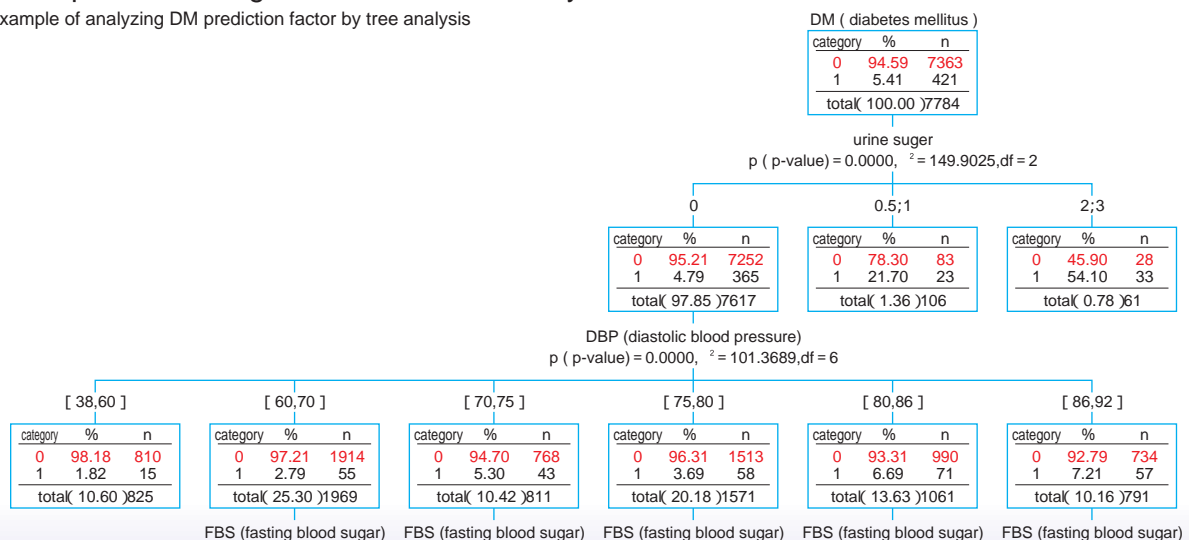 xample of analyzing DM prediction factor by tree analysis
DM ( diabetes mellitus )
category % n
0 94.59 7363
1 5.41 421
total( 100.00 )7784
urine suger
p ( p-value) = 0.0000, ² = 149.9025,df = 2
0
0.5;1
2;3
category % n
0 95.21 7252
1 4.79 365
total( 97.85 )7617
category % n
0 78.30 83
1 21.70 23
total( 1.36 )106
category % n
0 45.90 28
1 54.10 33
total( 0.78 )61
DBP (diastolic blood pressure)
p ( p-value) = 0.0000, ² = 101.3689,df = 6
[ 38,60 ]
[ 60,70 ]
[ 70,75 ]
[ 75,80 ]
[ 80,86 ]
[ 86,92 ]
category % n
0 98.18 810
1 1.82 15
total( 10.60 )825
category % n
0 97.21 1914
1 2.79 55
total( 25.30 )1969
category % n
0 94.70 768
1 5.30 43
total( 10.42 )811
category % n
0 96.31 1513
1 3.69 58
total( 20.18 )1571
category % n
0 93.31 990
1 6.69 71
total( 13.63 )1061
category % n
0 92.79 734
1 7.21 57
total( 10.16 )791
FBS (fasting blood sugar)
FBS (fasting blood sugar)
FBS (fasting blood sugar)
FBS (fasting blood sugar)
FBS (fasting blood sugar)